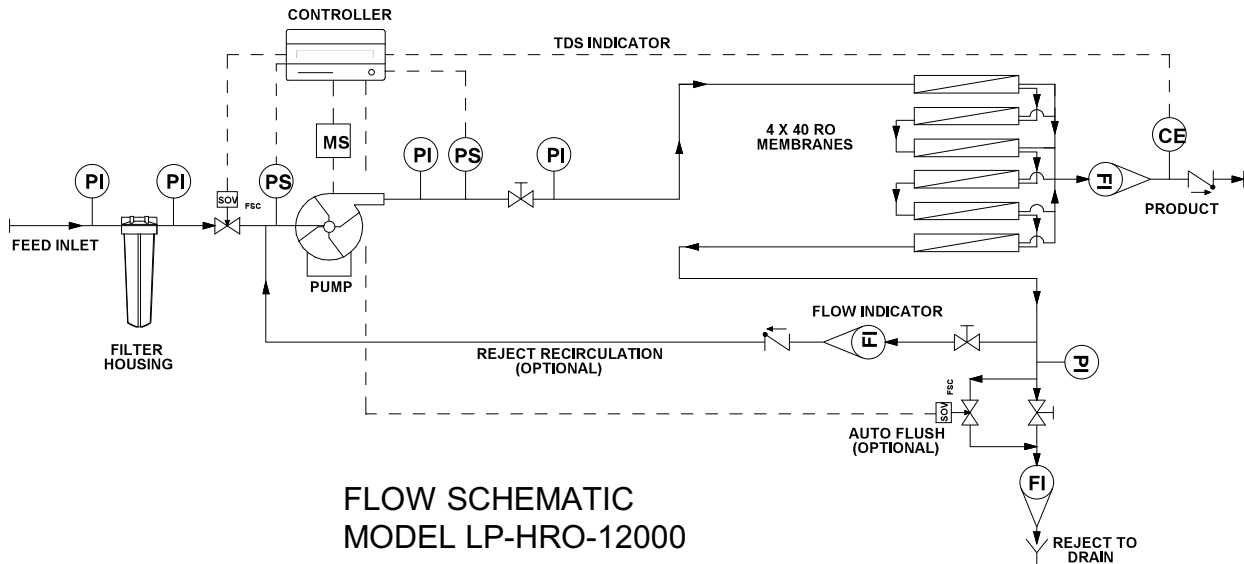 CONTROLLER
TDS INDICATOR
MS
PI
PS
PI
4 X 40 RO
MEMBRANES
CE
PI
PI
SOV
FSC
PS
FI
PRODUCT
FEED INLET
PUMP
FILTER
HOUSING
FLOW INDICATOR
FI
REJECT RECIRCULATION
(OPTIONAL)
PI
FSC
SOV
AUTO FLUSH
(OPTIONAL)
FI
FLOW SCHEMATIC
MODEL LP-HRO-12000
REJECT TO
DRAIN